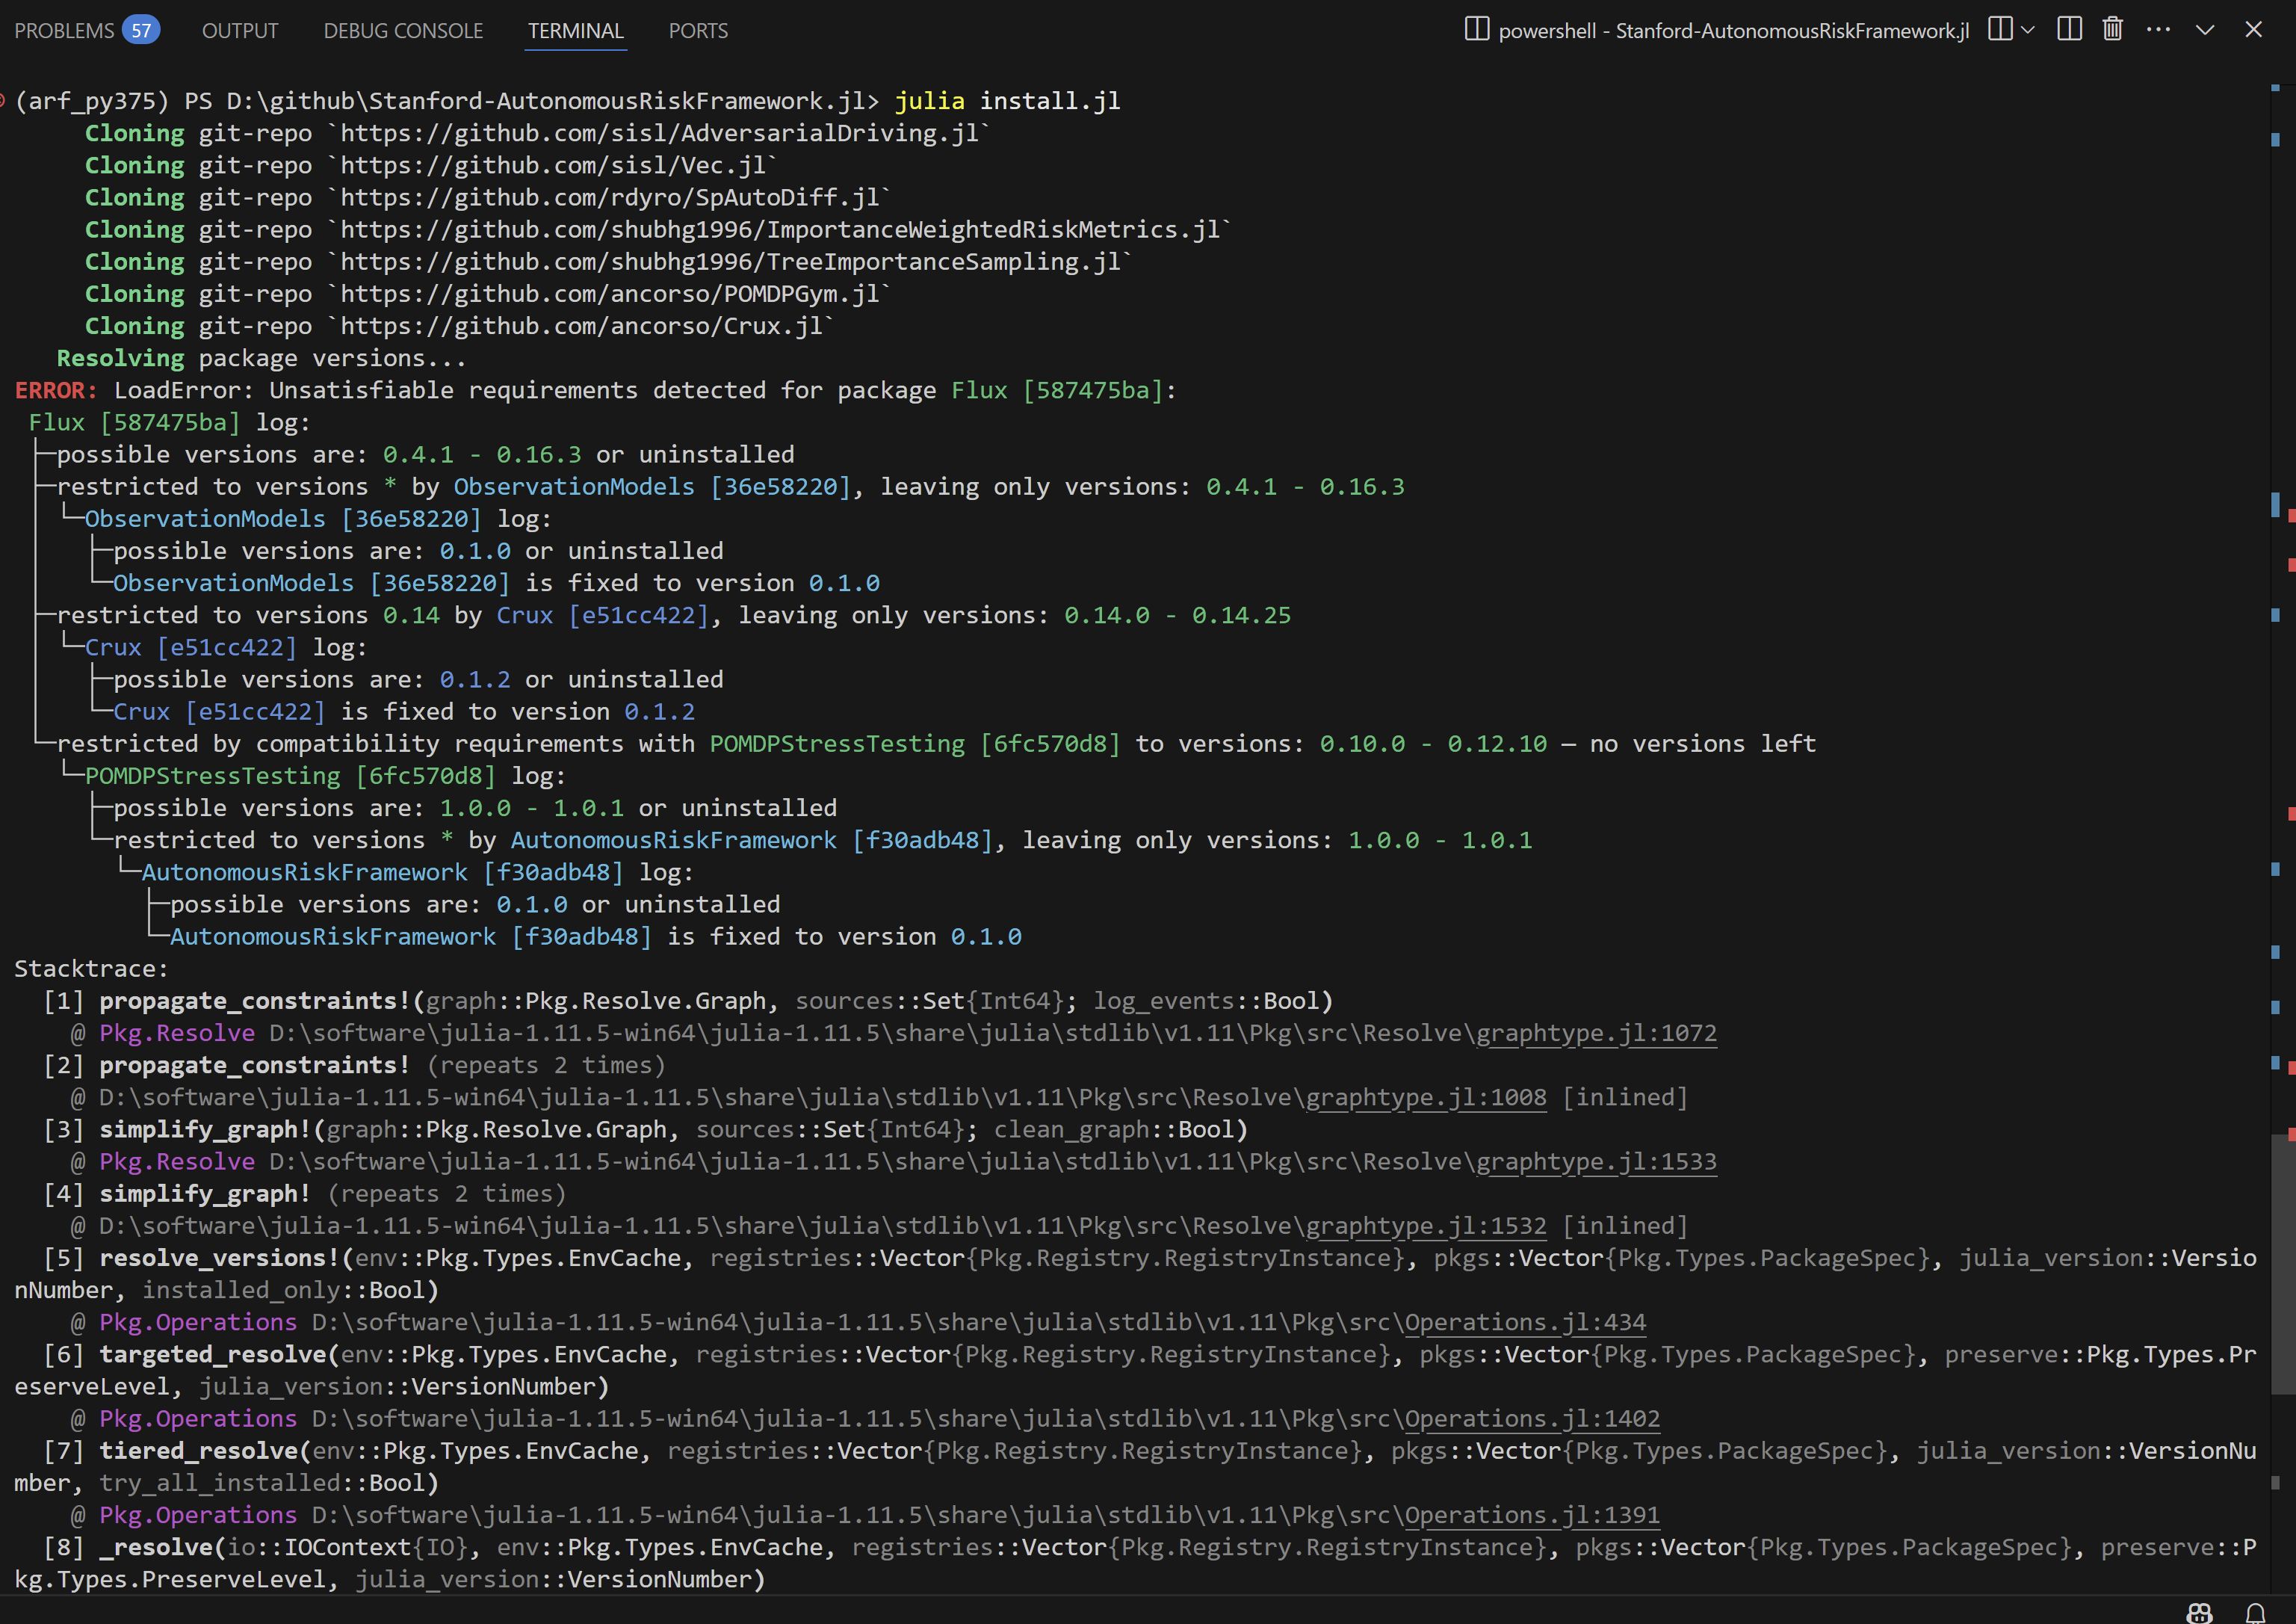 PROBLEMS 57 OUTPUT DEBUG CONSOLE TERMINAL PORTS powershell - Stanford-AutonomousRiskFramework.jl
(arf_py375) PS D:\github\Stanford-AutonomousRiskFramework.jl> julia install.jl
Cloning git-repo `https://github.com/sisl/AdversarialDriving.jl`
Cloning git-repo `https://github.com/sisl/Vec.jl`
Cloning git-repo `https://github.com/rdyro/SpAutoDiff.jl`
Cloning git-repo `https://github.com/shubhg1996/ImportanceWeightedRiskMetrics.jl`
Cloning git-repo `https://github.com/shubhg1996/TreeImportanceSampling.jl`
Cloning git-repo `https://github.com/ancorso/POMDPGym.jl`
Cloning git-repo `https://github.com/ancorso/Crux.jl`
Resolving package versions...
ERROR: LoadError: Unsatisfiable requirements detected for package Flux [587475ba]:
Flux [587475ba] log:
├─possible versions are: 0.4.1 - 0.16.3 or uninstalled
├─restricted to versions * by ObservationModels [36e58220], leaving only versions: 0.4.1 - 0.16.3
│ └─ObservationModels [36e58220] log:
│   ├─possible versions are: 0.1.0 or uninstalled
│   └─ObservationModels [36e58220] is fixed to version 0.1.0
├─restricted to versions 0.14 by Crux [e51cc422], leaving only versions: 0.14.0 - 0.14.25
│ └─Crux [e51cc422] log:
│   ├─possible versions are: 0.1.2 or uninstalled
│   └─Crux [e51cc422] is fixed to version 0.1.2
└─restricted by compatibility requirements with POMDPStressTesting [6fc570d8] to versions: 0.10.0 - 0.12.10 — no versions left
  └─POMDPStressTesting [6fc570d8] log:
    ├─possible versions are: 1.0.0 - 1.0.1 or uninstalled
    └─restricted to versions * by AutonomousRiskFramework [f30adb48], leaving only versions: 1.0.0 - 1.0.1
      └─AutonomousRiskFramework [f30adb48] log:
        ├─possible versions are: 0.1.0 or uninstalled
        └─AutonomousRiskFramework [f30adb48] is fixed to version 0.1.0
Stacktrace:
[1] propagate_constraints!(graph::Pkg.Resolve.Graph, sources::Set{Int64}; log_events::Bool)
@ Pkg.Resolve D:\software\julia-1.11.5-win64\julia-1.11.5\share\julia\stdlib\v1.11\Pkg\src\Resolve\graphtype.jl:1072
[2] propagate_constraints! (repeats 2 times)
@ D:\software\julia-1.11.5-win64\julia-1.11.5\share\julia\stdlib\v1.11\Pkg\src\Resolve\graphtype.jl:1008 [inlined]
[3] simplify_graph!(graph::Pkg.Resolve.Graph, sources::Set{Int64}; clean_graph::Bool)
@ Pkg.Resolve D:\software\julia-1.11.5-win64\julia-1.11.5\share\julia\stdlib\v1.11\Pkg\src\Resolve\graphtype.jl:1533
[4] simplify_graph! (repeats 2 times)
@ D:\software\julia-1.11.5-win64\julia-1.11.5\share\julia\stdlib\v1.11\Pkg\src\Resolve\graphtype.jl:1532 [inlined]
[5] resolve_versions!(env::Pkg.Types.EnvCache, registries::Vector{Pkg.Registry.RegistryInstance}, pkgs::Vector{Pkg.Types.PackageSpec}, julia_version::Versio
nNumber, installed_only::Bool)
@ Pkg.Operations D:\software\julia-1.11.5-win64\julia-1.11.5\share\julia\stdlib\v1.11\Pkg\src\Operations.jl:434
[6] targeted_resolve(env::Pkg.Types.EnvCache, registries::Vector{Pkg.Registry.RegistryInstance}, pkgs::Vector{Pkg.Types.PackageSpec}, preserve::Pkg.Types.Pr
eserveLevel, julia_version::VersionNumber)
@ Pkg.Operations D:\software\julia-1.11.5-win64\julia-1.11.5\share\julia\stdlib\v1.11\Pkg\src\Operations.jl:1402
[7] tiered_resolve(env::Pkg.Types.EnvCache, registries::Vector{Pkg.Registry.RegistryInstance}, pkgs::Vector{Pkg.Types.PackageSpec}, julia_version::VersionNu
mber, try_all_installed::Bool)
@ Pkg.Operations D:\software\julia-1.11.5-win64\julia-1.11.5\share\julia\stdlib\v1.11\Pkg\src\Operations.jl:1391
[8] _resolve(io::IOContext{IO}, env::Pkg.Types.EnvCache, registries::Vector{Pkg.Registry.RegistryInstance}, pkgs::Vector{Pkg.Types.PackageSpec}, preserve::P
kg.Types.PreserveLevel, julia_version::VersionNumber)